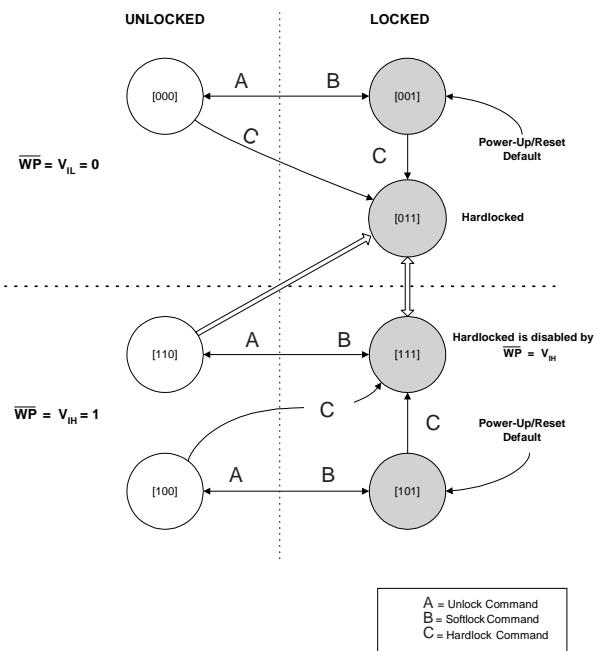 UNLOCKED LOCKED
[000] A B [001]
C C
Power-Up/Reset
Default
WP = VIL = 0
[011] Hardlocked
[110] A B [111]
Hardlocked is disabled by
WP = VIH
C
WP = VIH = 1
C
Power-Up/Reset
Default
[100] A B [101]
A = Unlock Command
B = Softlock Command
C = Hardlock Command